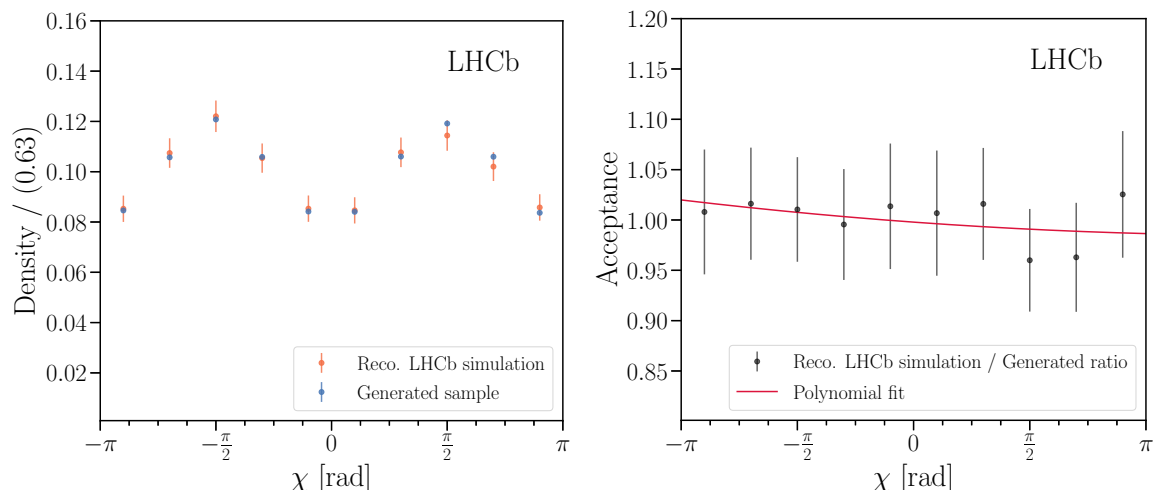 0.16
0.14
0.12
0.10
0.08
0.06
0.04
0.02
Density / (0.63)
LHCb
Reco. LHCb simulation
Generated sample
−π
−π/2
0
π/2
π
χ [rad]
1.20
1.15
1.10
1.05
1.00
0.95
0.90
0.85
Acceptance
LHCb
Reco. LHCb simulation / Generated ratio
Polynomial fit
−π
−π/2
0
π/2
π
χ [rad]